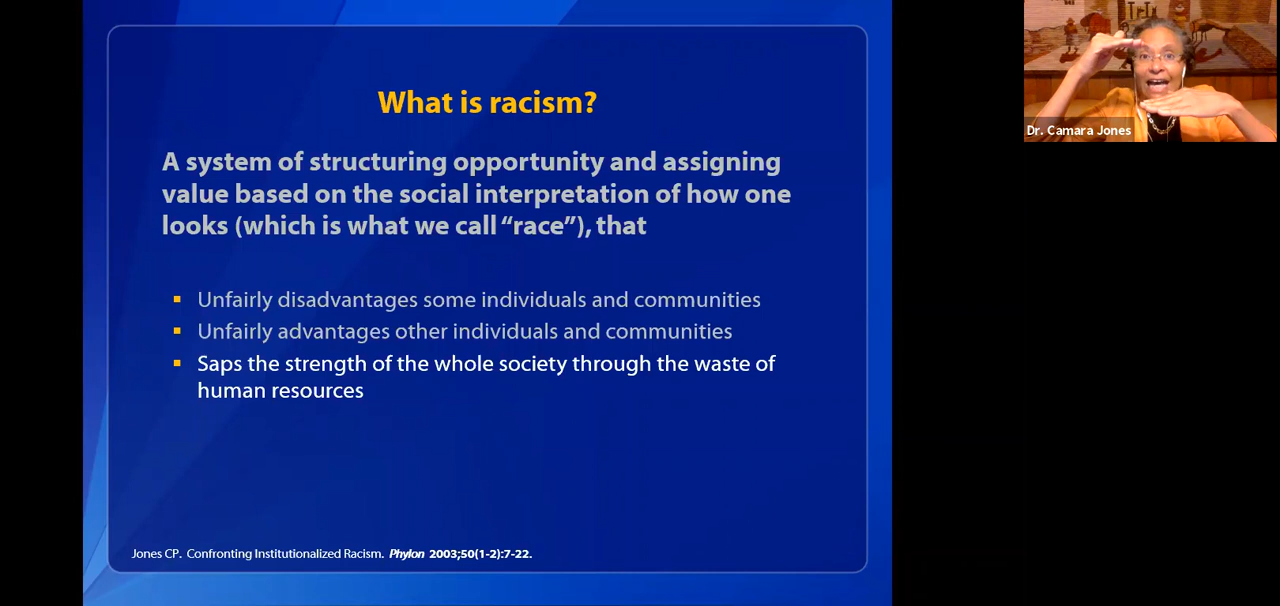 What is racism?
A system of structuring opportunity and assigning
value based on the social interpretation of how one
looks (which is what we call “race”), that
▪ Unfairly disadvantages some individuals and communities
▪ Unfairly advantages other individuals and communities
▪ Saps the strength of the whole society through the waste of
human resources
Jones CP. Confronting Institutionalized Racism. Phylon 2003;50(1-2):7-22.
Dr. Camara Jones